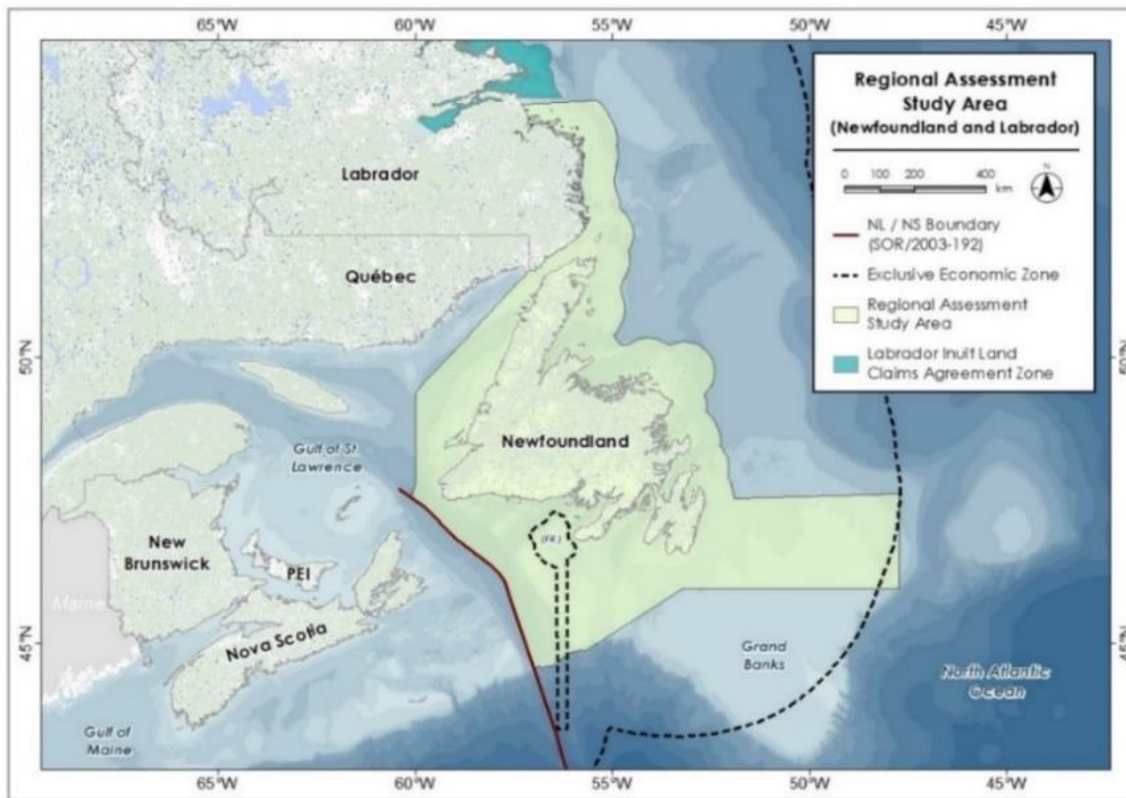 65°W 60°W 55°W 50°W 45°W
Regional Assessment
Study Area
(Newfoundland and Labrador)
0 100 200 400
km
N
NL / NS Boundary
(SOR/2003-192)
Exclusive Economic Zone
Regional Assessment
Study Area
Labrador Inuit Land
Claims Agreement Zone
Labrador
Québec
50°N
50°N
Newfoundland
Gulf of St.
Lawrence
(FR.)
New
Brunswick
PEI
Maine
Nova Scotia
45°N
45°N
Grand
Banks
North Atlantic
Ocean
Gulf of
Maine
65°W 60°W 55°W 50°W 45°W